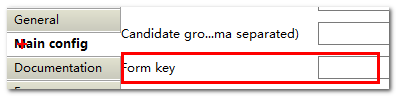 General
Candidate gro...ma separated)
Main config
Documentation
Form key